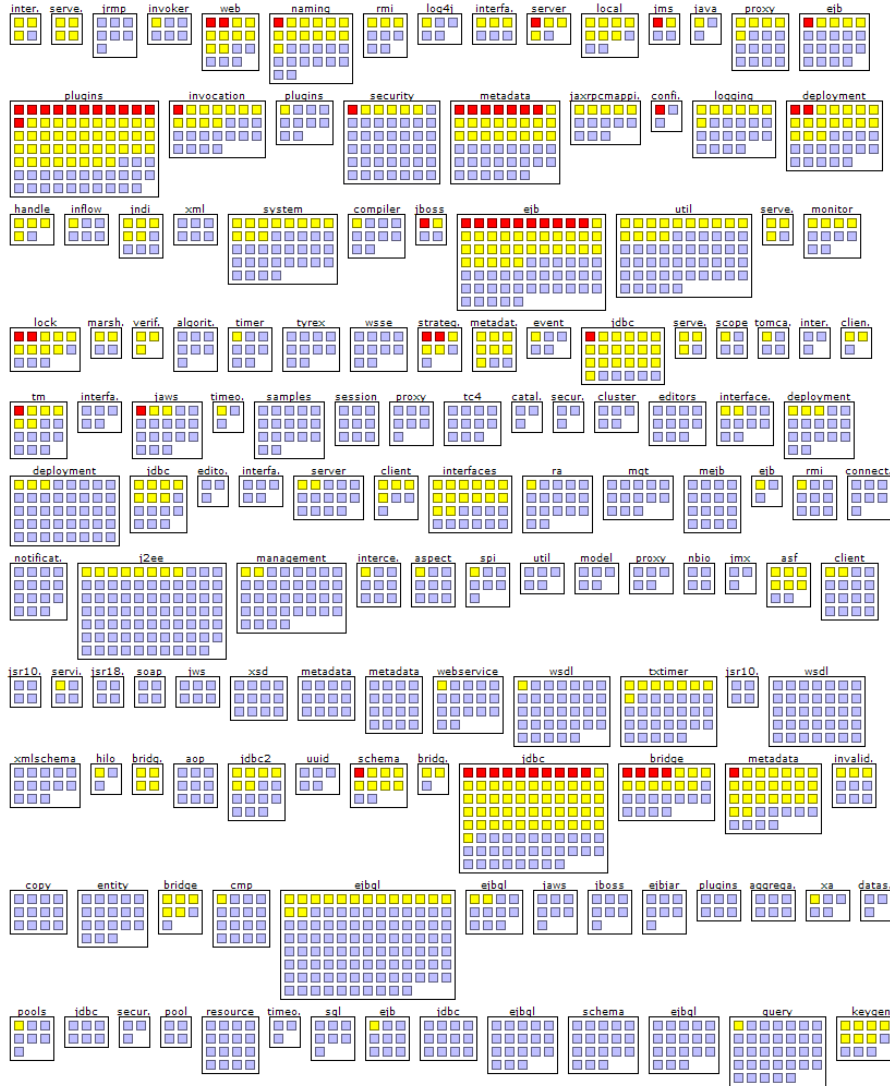 inter. serve. jrmp invoker web naming rmi log4j interfa. server local jms java proxy ejb
plugins invocation plugins security metadata jaxrpcmappi. confi. logging deployment
handle inflow jndi xml system compiler jboss ejb util serve. monitor
lock marsh. verif. algorit. timer tyrex wsse strateg. metadat. event jdbc serve. scope tomca. inter. clien.
tm interfa. jaws timeo. samples session proxy tc4 catal. secur. cluster editors interface. deployment
deployment jdbc edito. interfa. server client interfaces ra mgt mejb ejb rmi connect.
notificat. j2ee management interce. aspect spi util model proxy nbio jmx asf client
jsr10. servi. jsr18. soap jws xsd metadata metadata webservice wsdl txtimer jsr10. wsdl
xmlschema hilo bridg. aop jdbc2 uuid schema bridg. jdbc bridge metadata invalid.
copy entity bridge cmp ejbql ejbql jaws jboss ejbjar plugins aggrega. xa datas.
pools jdbc secur. pool resource timeo. sql ejb jdbc ejbql schema ejbql query keygen